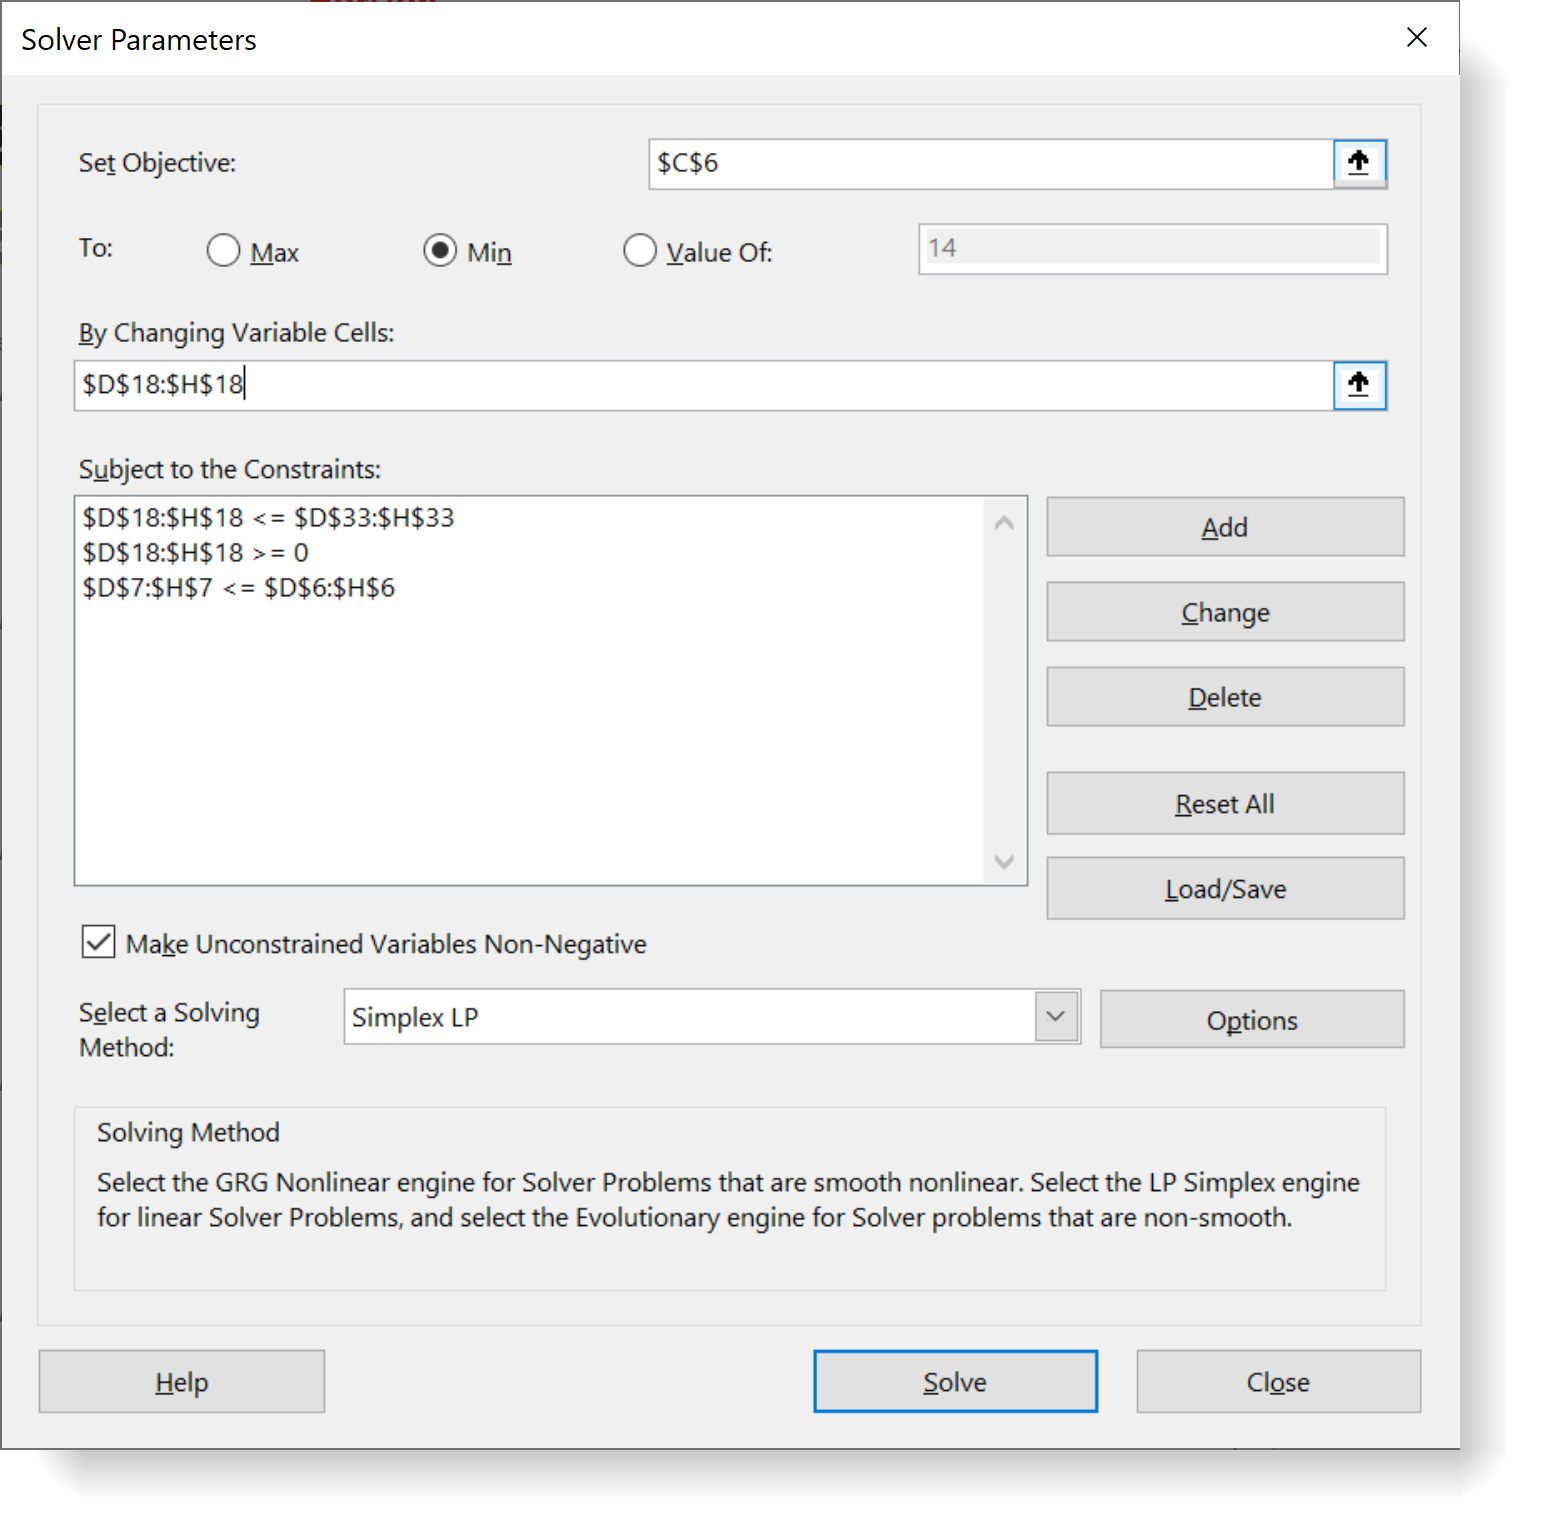 Solver Parameters
Set Objective:
$C$6
To:
Max
Min
Value Of:
14
By Changing Variable Cells:
$D$18:$H$18
Subject to the Constraints:
$D$18:$H$18 <= $D$33:$H$33
$D$18:$H$18 >= 0
$D$7:$H$7 <= $D$6:$H$6
Add
Change
Delete
Reset All
Load/Save
Make Unconstrained Variables Non-Negative
Select a Solving
Method:
Simplex LP
Options
Solving Method
Select the GRG Nonlinear engine for Solver Problems that are smooth nonlinear. Select the LP Simplex engine
for linear Solver Problems, and select the Evolutionary engine for Solver problems that are non-smooth.
Help
Solve
Close